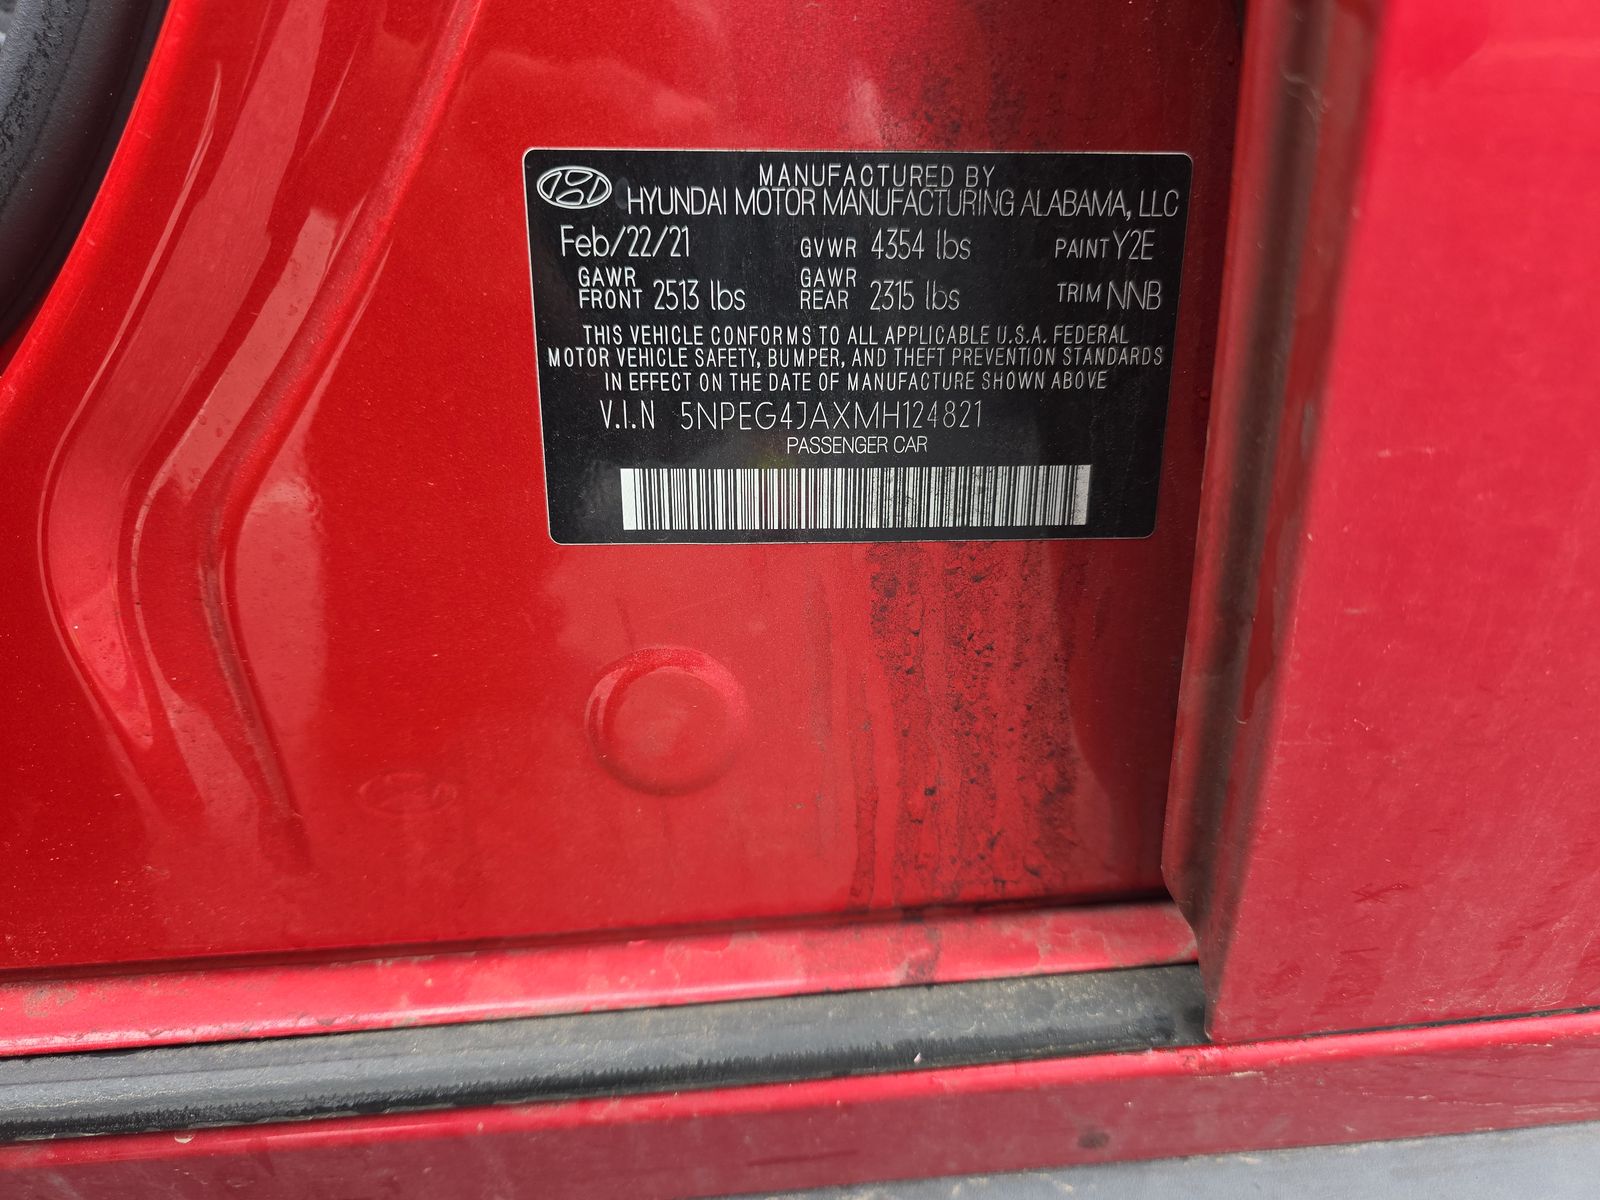 MANUFACTURED BY
HYUNDAI MOTOR MANUFACTURING ALABAMA, LLC
Feb/22/21 GVWR 4354 lbs PAINT Y2E
GAWR FRONT 2513 lbs GAWR REAR 2315 lbs TRIM NNB
THIS VEHICLE CONFORMS TO ALL APPLICABLE U.S.A. FEDERAL
MOTOR VEHICLE SAFETY, BUMPER, AND THEFT PREVENTION STANDARDS
IN EFFECT ON THE DATE OF MANUFACTURE SHOWN ABOVE
V.I.N 5NPEG4JAXMH124821
PASSENGER CAR